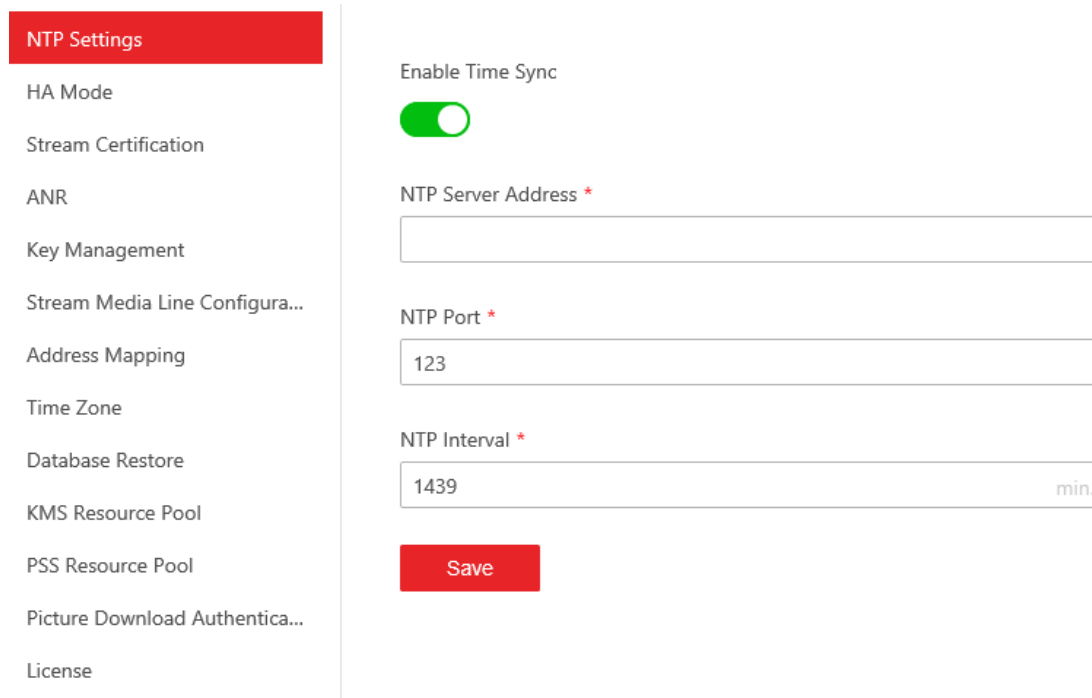 NTP Settings
HA Mode
Stream Certification
ANR
Key Management
Stream Media Line Configura...
Address Mapping
Time Zone
Database Restore
KMS Resource Pool
PSS Resource Pool
Picture Download Authentica...
License
Enable Time Sync
NTP Server Address *
NTP Port *
123
NTP Interval *
1439 min.
Save